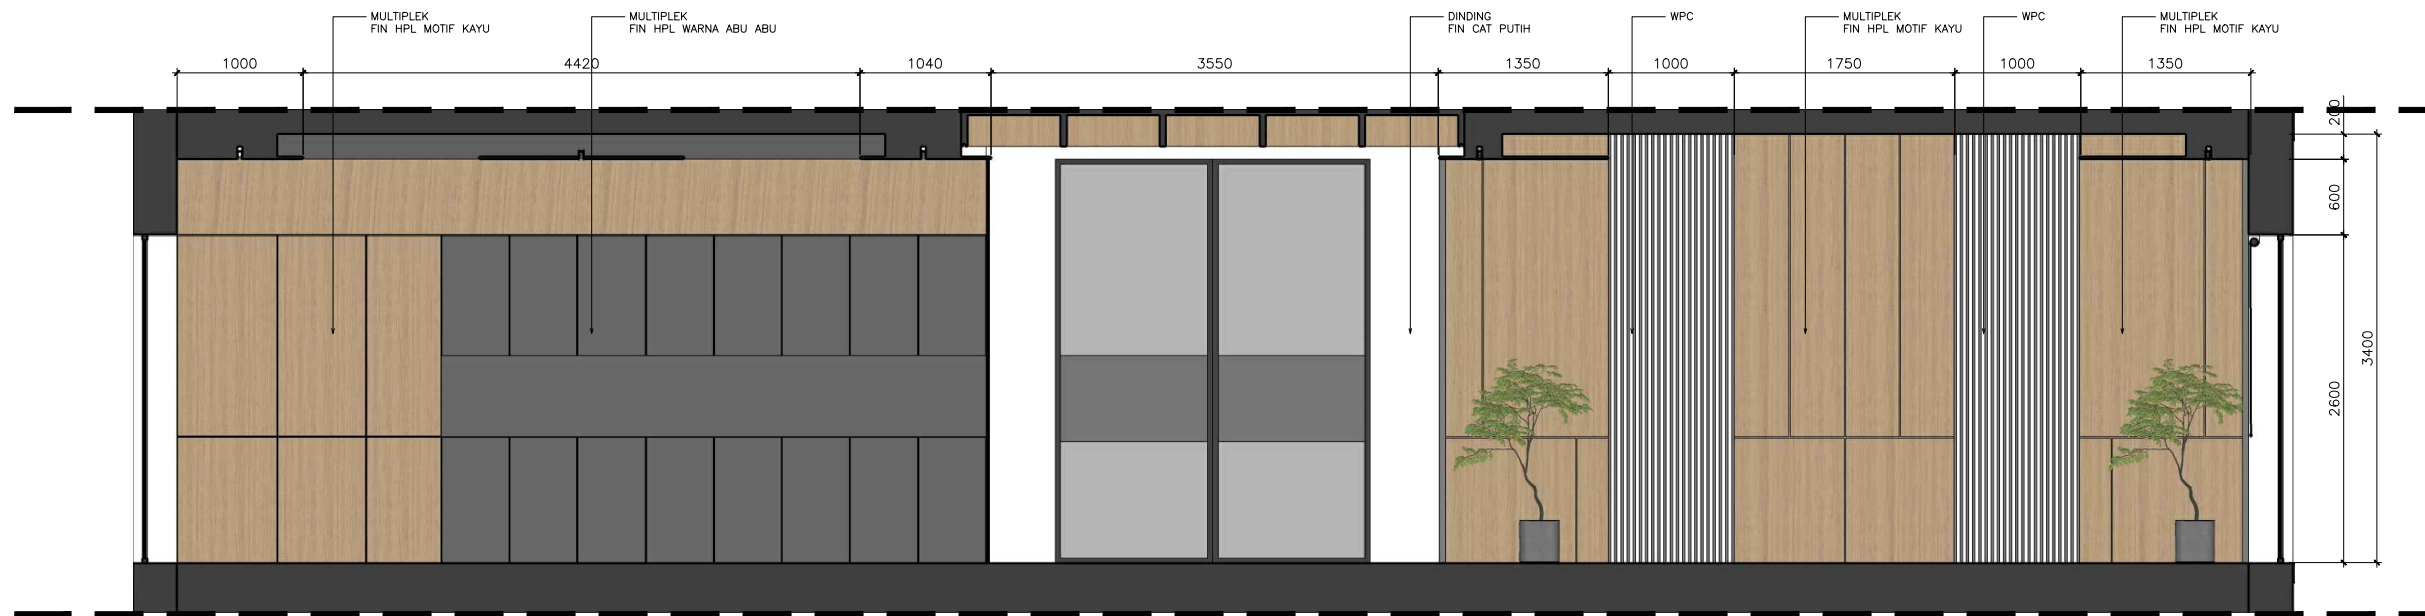 MULTIPLEK
FIN HPL MOTIF KAYU
MULTIPLEK
FIN HPL WARNA ABU ABU
DINDING
FIN CAT PUTIH
WPC
MULTIPLEK
FIN HPL MOTIF KAYU
WPC
MULTIPLEK
FIN HPL MOTIF KAYU
1000
4420
1040
3550
1350
1000
1750
1000
1350
200
600
3400
2600